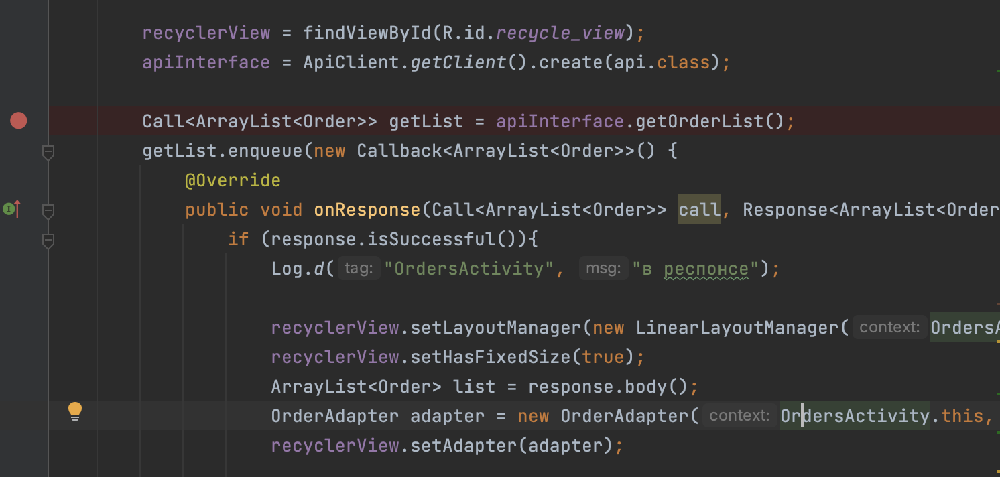 recyclerView = findViewById(R.id.recycle_view);
apiInterface = ApiClient.getClient().create(api.class);
Call<ArrayList<Order>> getList = apiInterface.getOrderList();
getList.enqueue(new Callback<ArrayList<Order>>() {
@Override
public void onResponse(Call<ArrayList<Order>> call, Response<ArrayList<Order
if (response.isSuccessful()){
Log.d( tag: "OrdersActivity", msg: "в респонсе");
recyclerView.setLayoutManager(new LinearLayoutManager( context: OrdersA
recyclerView.setHasFixedSize(true);
ArrayList<Order> list = response.body();
OrderAdapter adapter = new OrderAdapter( context: OrdersActivity.this,
recyclerView.setAdapter(adapter);